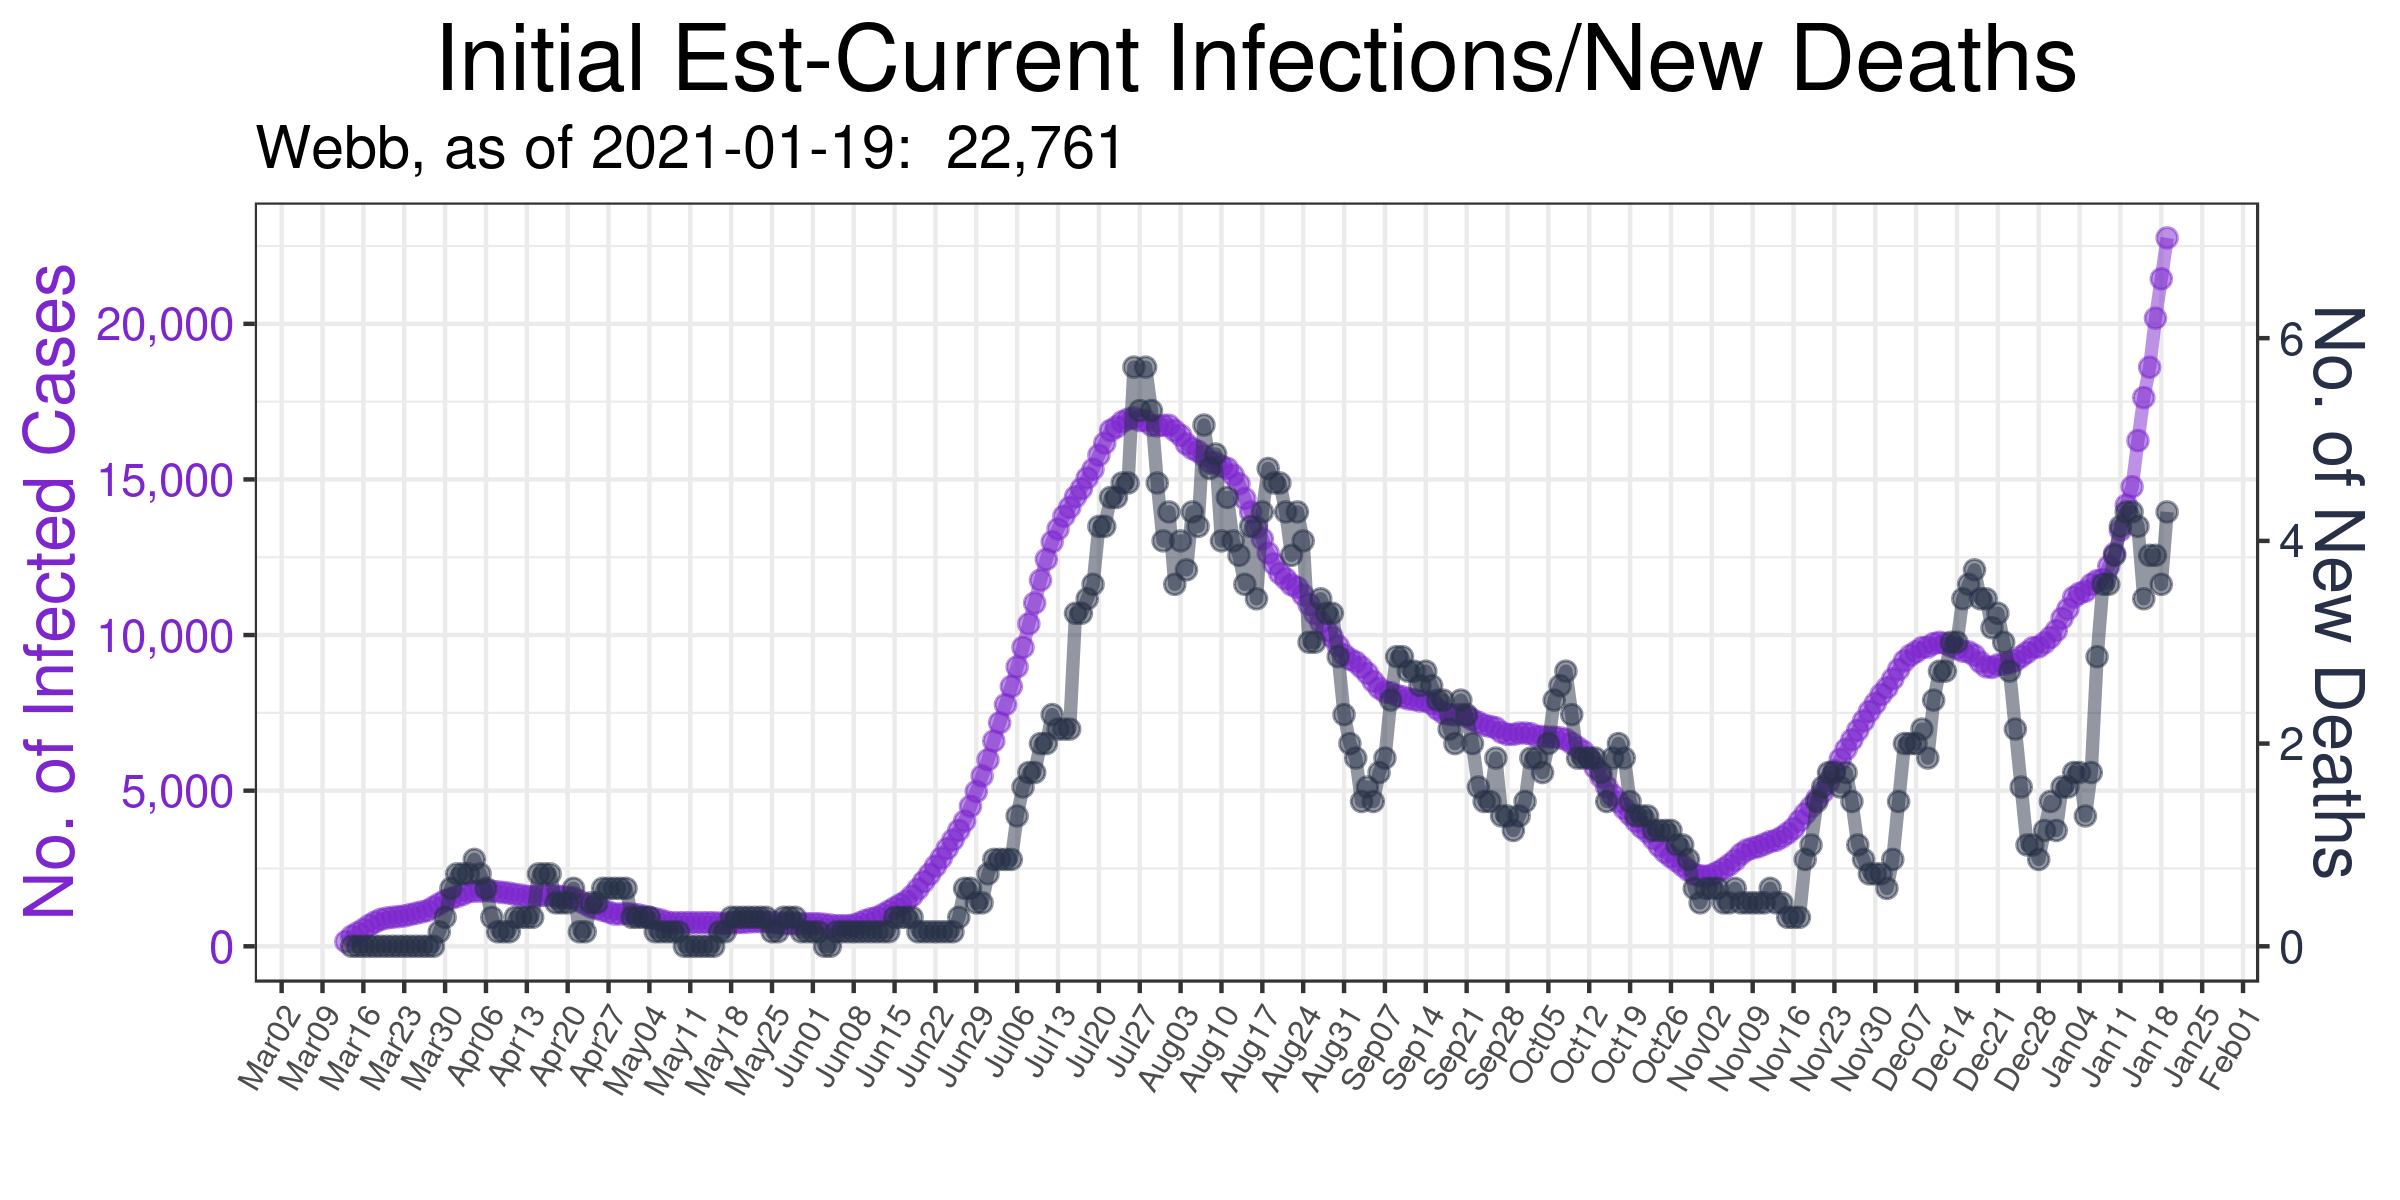 Initial Est-Current Infections/New Deaths
Webb, as of 2021-01-19:  22,761
No. of Infected Cases
20,000
15,000
10,000
5,000
0
6
4
2
0
No. of New Deaths
Mar02
Mar09
Mar16
Mar23
Mar30
Apr06
Apr13
Apr20
Apr27
May04
May11
May18
May25
Jun01
Jun08
Jun15
Jun22
Jun29
Jul06
Jul13
Jul20
Jul27
Aug03
Aug10
Aug17
Aug24
Aug31
Sep07
Sep14
Sep21
Sep28
Oct05
Oct12
Oct19
Oct26
Nov02
Nov09
Nov16
Nov23
Nov30
Dec07
Dec14
Dec21
Dec28
Jan04
Jan11
Jan18
Jan25
Feb01